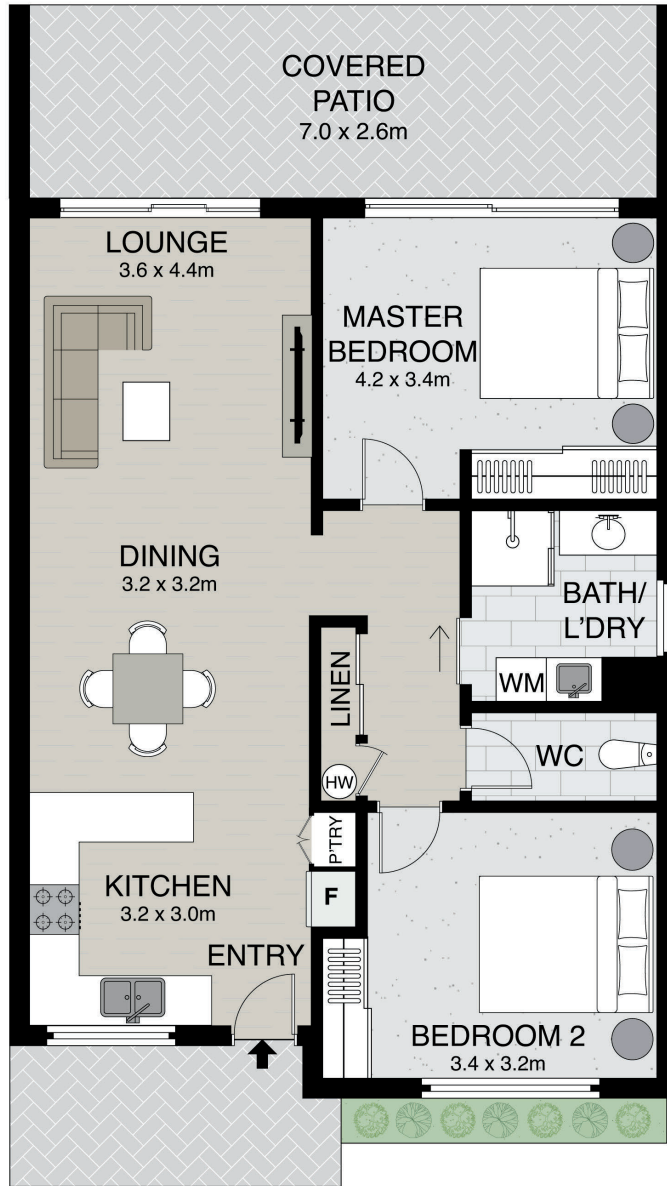 COVERED
PATIO
7.0 x 2.6m
LOUNGE
3.6 x 4.4m
MASTER
BEDROOM
4.2 x 3.4m
DINING
3.2 x 3.2m
BATH/
L'DRY
LINEN
WM
WC
HW
P'TRY
KITCHEN
3.2 x 3.0m
F
ENTRY
BEDROOM 2
3.4 x 3.2m